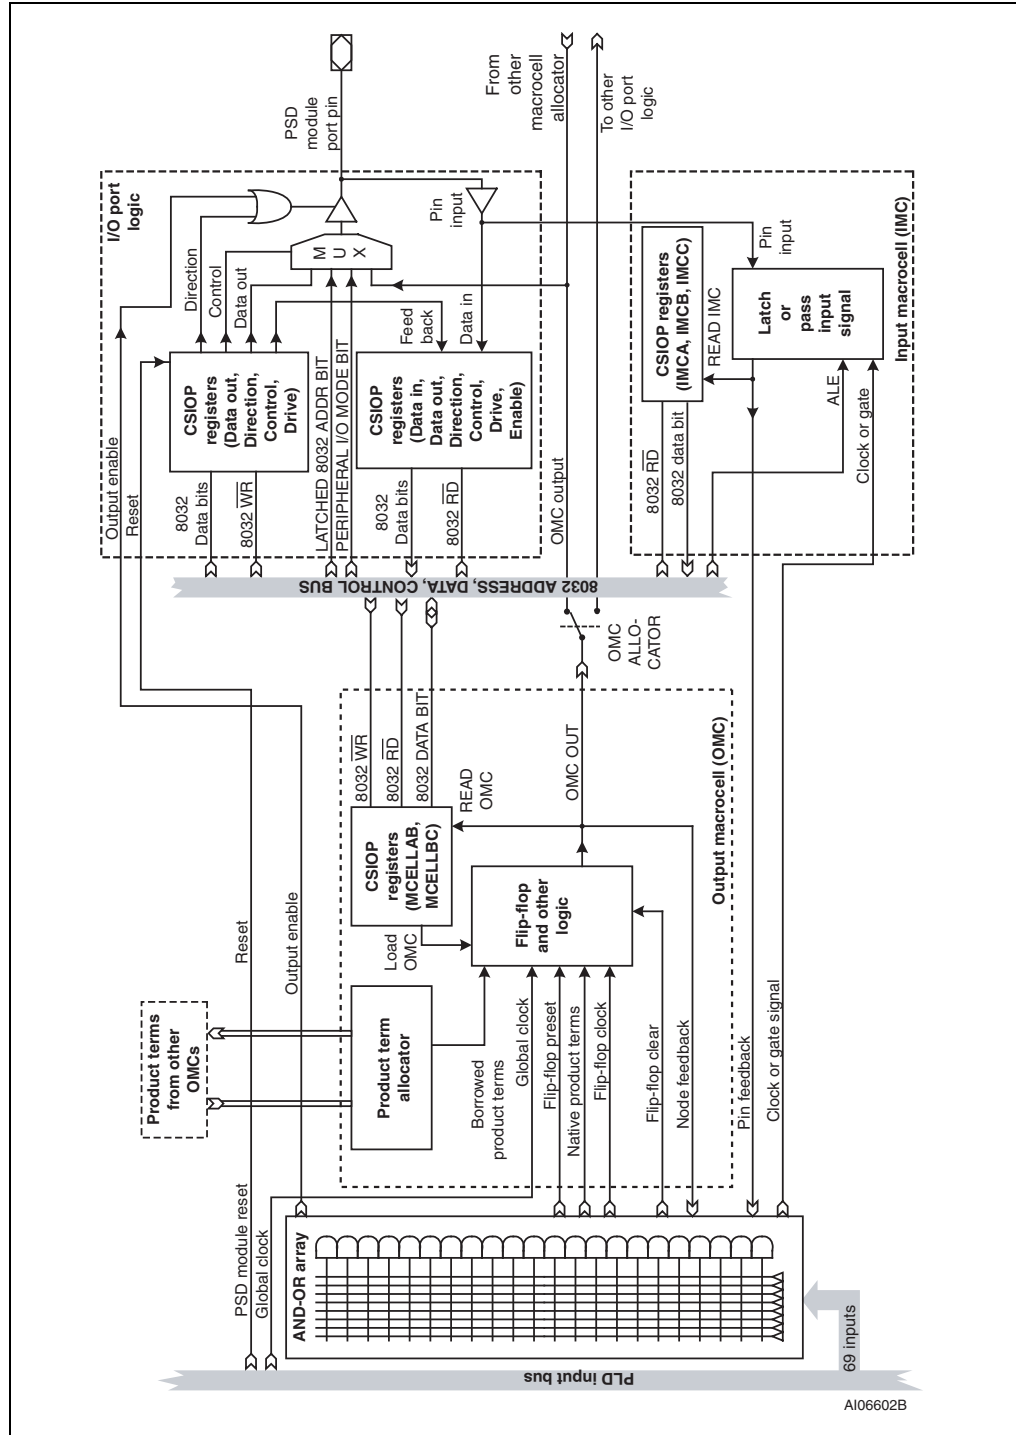 PSD
module
port pin
From
other
macrocell
allocator
To other
I/O port
logic
I/O port
logic
Output enable
Reset
Direction
Control
Data out
M
U
X
Pin
input
Feed
back
Data in
CSIOP
registers
(Data out,
Direction,
Control,
Drive)
CSIOP
registers
(Data in,
Data out,
Direction,
Control,
Drive,
Enable)
8032
Data bits
8032 WR
LATCHED 8032 ADDR BIT
PERIPHERAL I/O MODE BIT
8032
Data bits
8032 RD
OMC output
Input macrocell (IMC)
CSIOP registers
(IMCA, IMCB, IMCC)
READ IMC
Pin
input
Latch
or
pass
input
signal
ALE
Clock or gate
8032 RD
8032 data bit
8032 ADDRESS, DATA, CONTROL BUS
OMC
ALLO-
CATOR
Output macrocell (OMC)
8032 WR
8032 RD
8032 DATA BIT
CSIOP
registers
(MCELLAB,
MCELLBC)
READ
OMC
OMC OUT
Load
OMC
Flip-flop
and other
logic
Product term
allocator
Borrowed
product terms
Global clock
Flip-flop preset
Native product terms
Flip-flop clock
Flip-flop clear
Node feedback
Pin feedback
Clock or gate signal
Reset
Output enable
Product terms
from other
OMCs
PSD module reset
Global clock
AND-OR array
PLD input bus
69 inputs
AI06602B